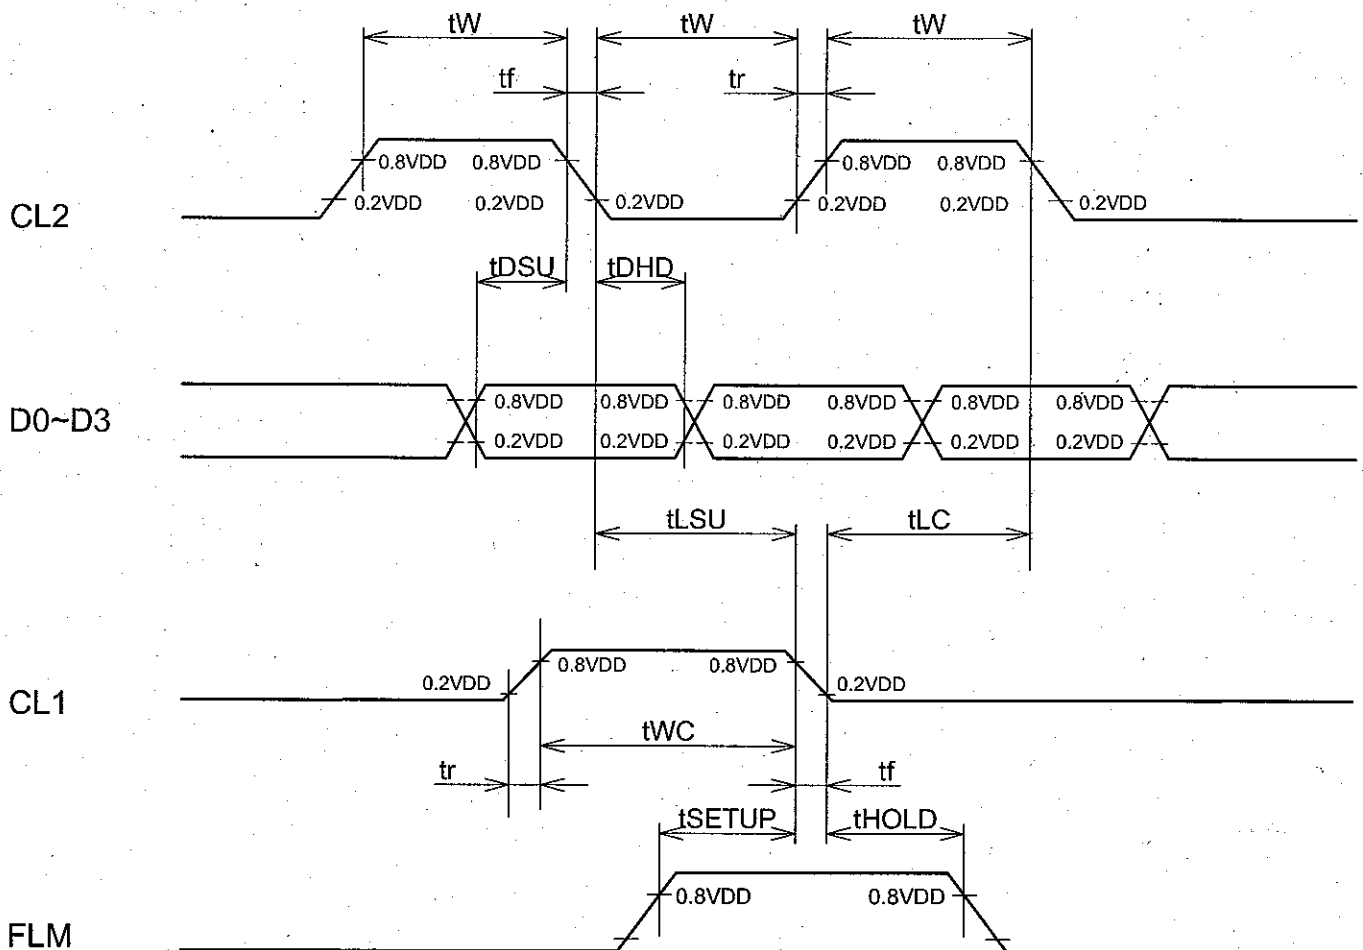 tW tW tW
tf tr
0.8VDD 0.8VDD 0.8VDD 0.8VDD
CL2 0.2VDD 0.2VDD 0.2VDD 0.2VDD 0.2VDD 0.2VDD
tDSU tDHD
D0~D3 0.8VDD 0.8VDD 0.8VDD 0.8VDD 0.8VDD 0.8VDD
0.2VDD 0.2VDD 0.2VDD 0.2VDD 0.2VDD 0.2VDD
tLSU tLC
0.8VDD 0.8VDD
CL1 0.2VDD 0.2VDD
tWC
tr tf
tSETUP tHOLD
0.8VDD 0.8VDD
FLM